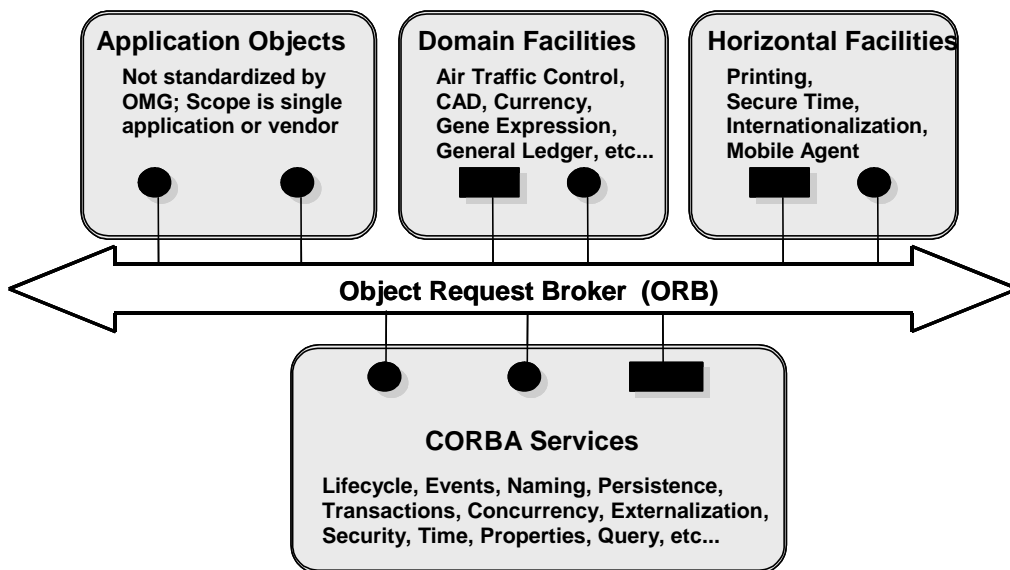 Application Objects
Not standardized by
OMG; Scope is single
application or vendor
Domain Facilities
Air Traffic Control,
CAD, Currency,
Gene Expression,
General Ledger, etc...
Horizontal Facilities
Printing,
Secure Time,
Internationalization,
Mobile Agent
Object Request Broker (ORB)
CORBA Services
Lifecycle, Events, Naming, Persistence,
Transactions, Concurrency, Externalization,
Security, Time, Properties, Query, etc...